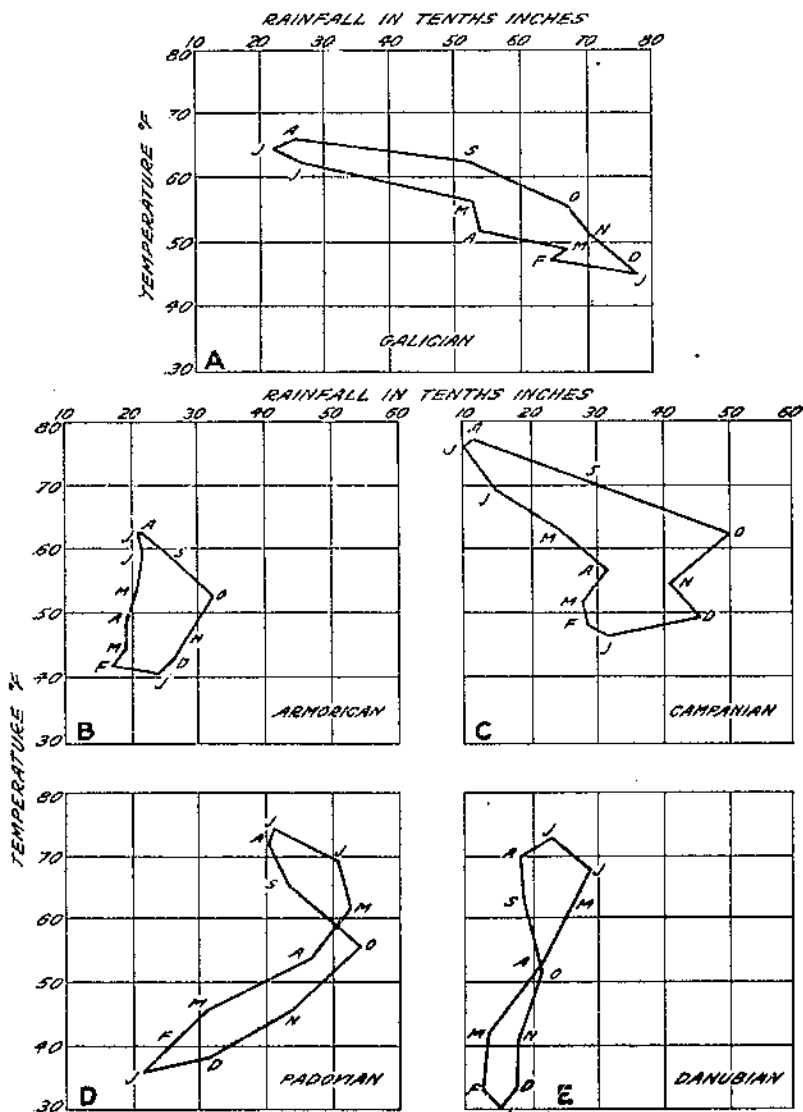 RAINFALL IN TENTHS INCHES
10 20 30 40 50 60 70 80
TEMPERATURE °F
80
70
60
50
40
30
J A S O N D J F M A M J
A GALICIAN
RAINFALL IN TENTHS INCHES
10 20 30 40 50 60 10 20 30 40 50 60
TEMPERATURE °F
80
70
60
50
40
30
J A S O N D J F M A M J
B ARMORICAN
A J S O N D J F M A M J
C CAMPANIAN
80
70
60
50
40
30
J A S O N D J F M A M J
D PADOVIAN
J A S O N D J F M A M J
E DANUBIAN